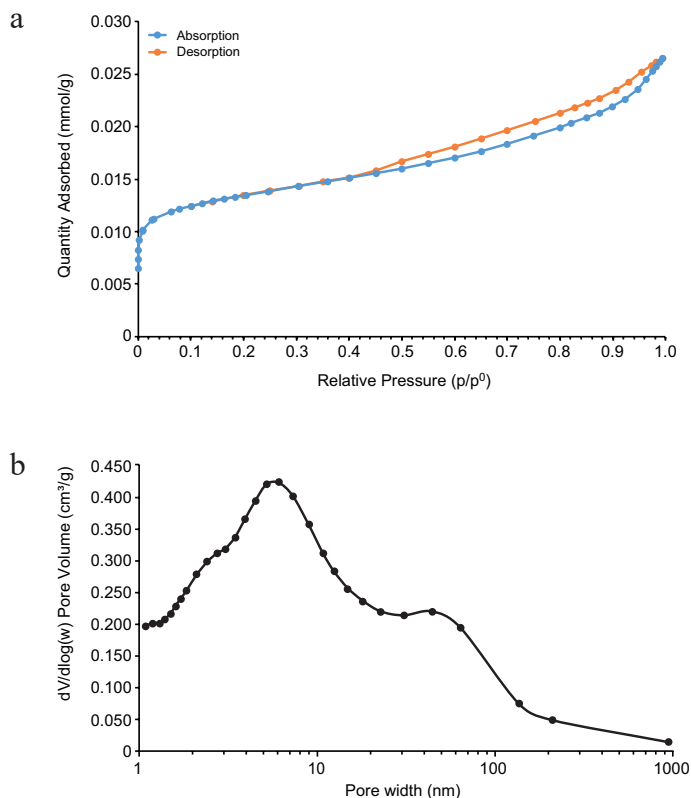 a
Absorption
Desorption
Quantity Adsorbed (mmol/g)
0.030
0.025
0.020
0.015
0.010
0.005
0
0 0.1 0.2 0.3 0.4 0.5 0.6 0.7 0.8 0.9 1.0
Relative Pressure (p/p⁰)
b
dV/dlog(w) Pore Volume (cm³/g)
0.450
0.400
0.350
0.300
0.250
0.200
0.150
0.100
0.050
0
1 10 100 1000
Pore width (nm)